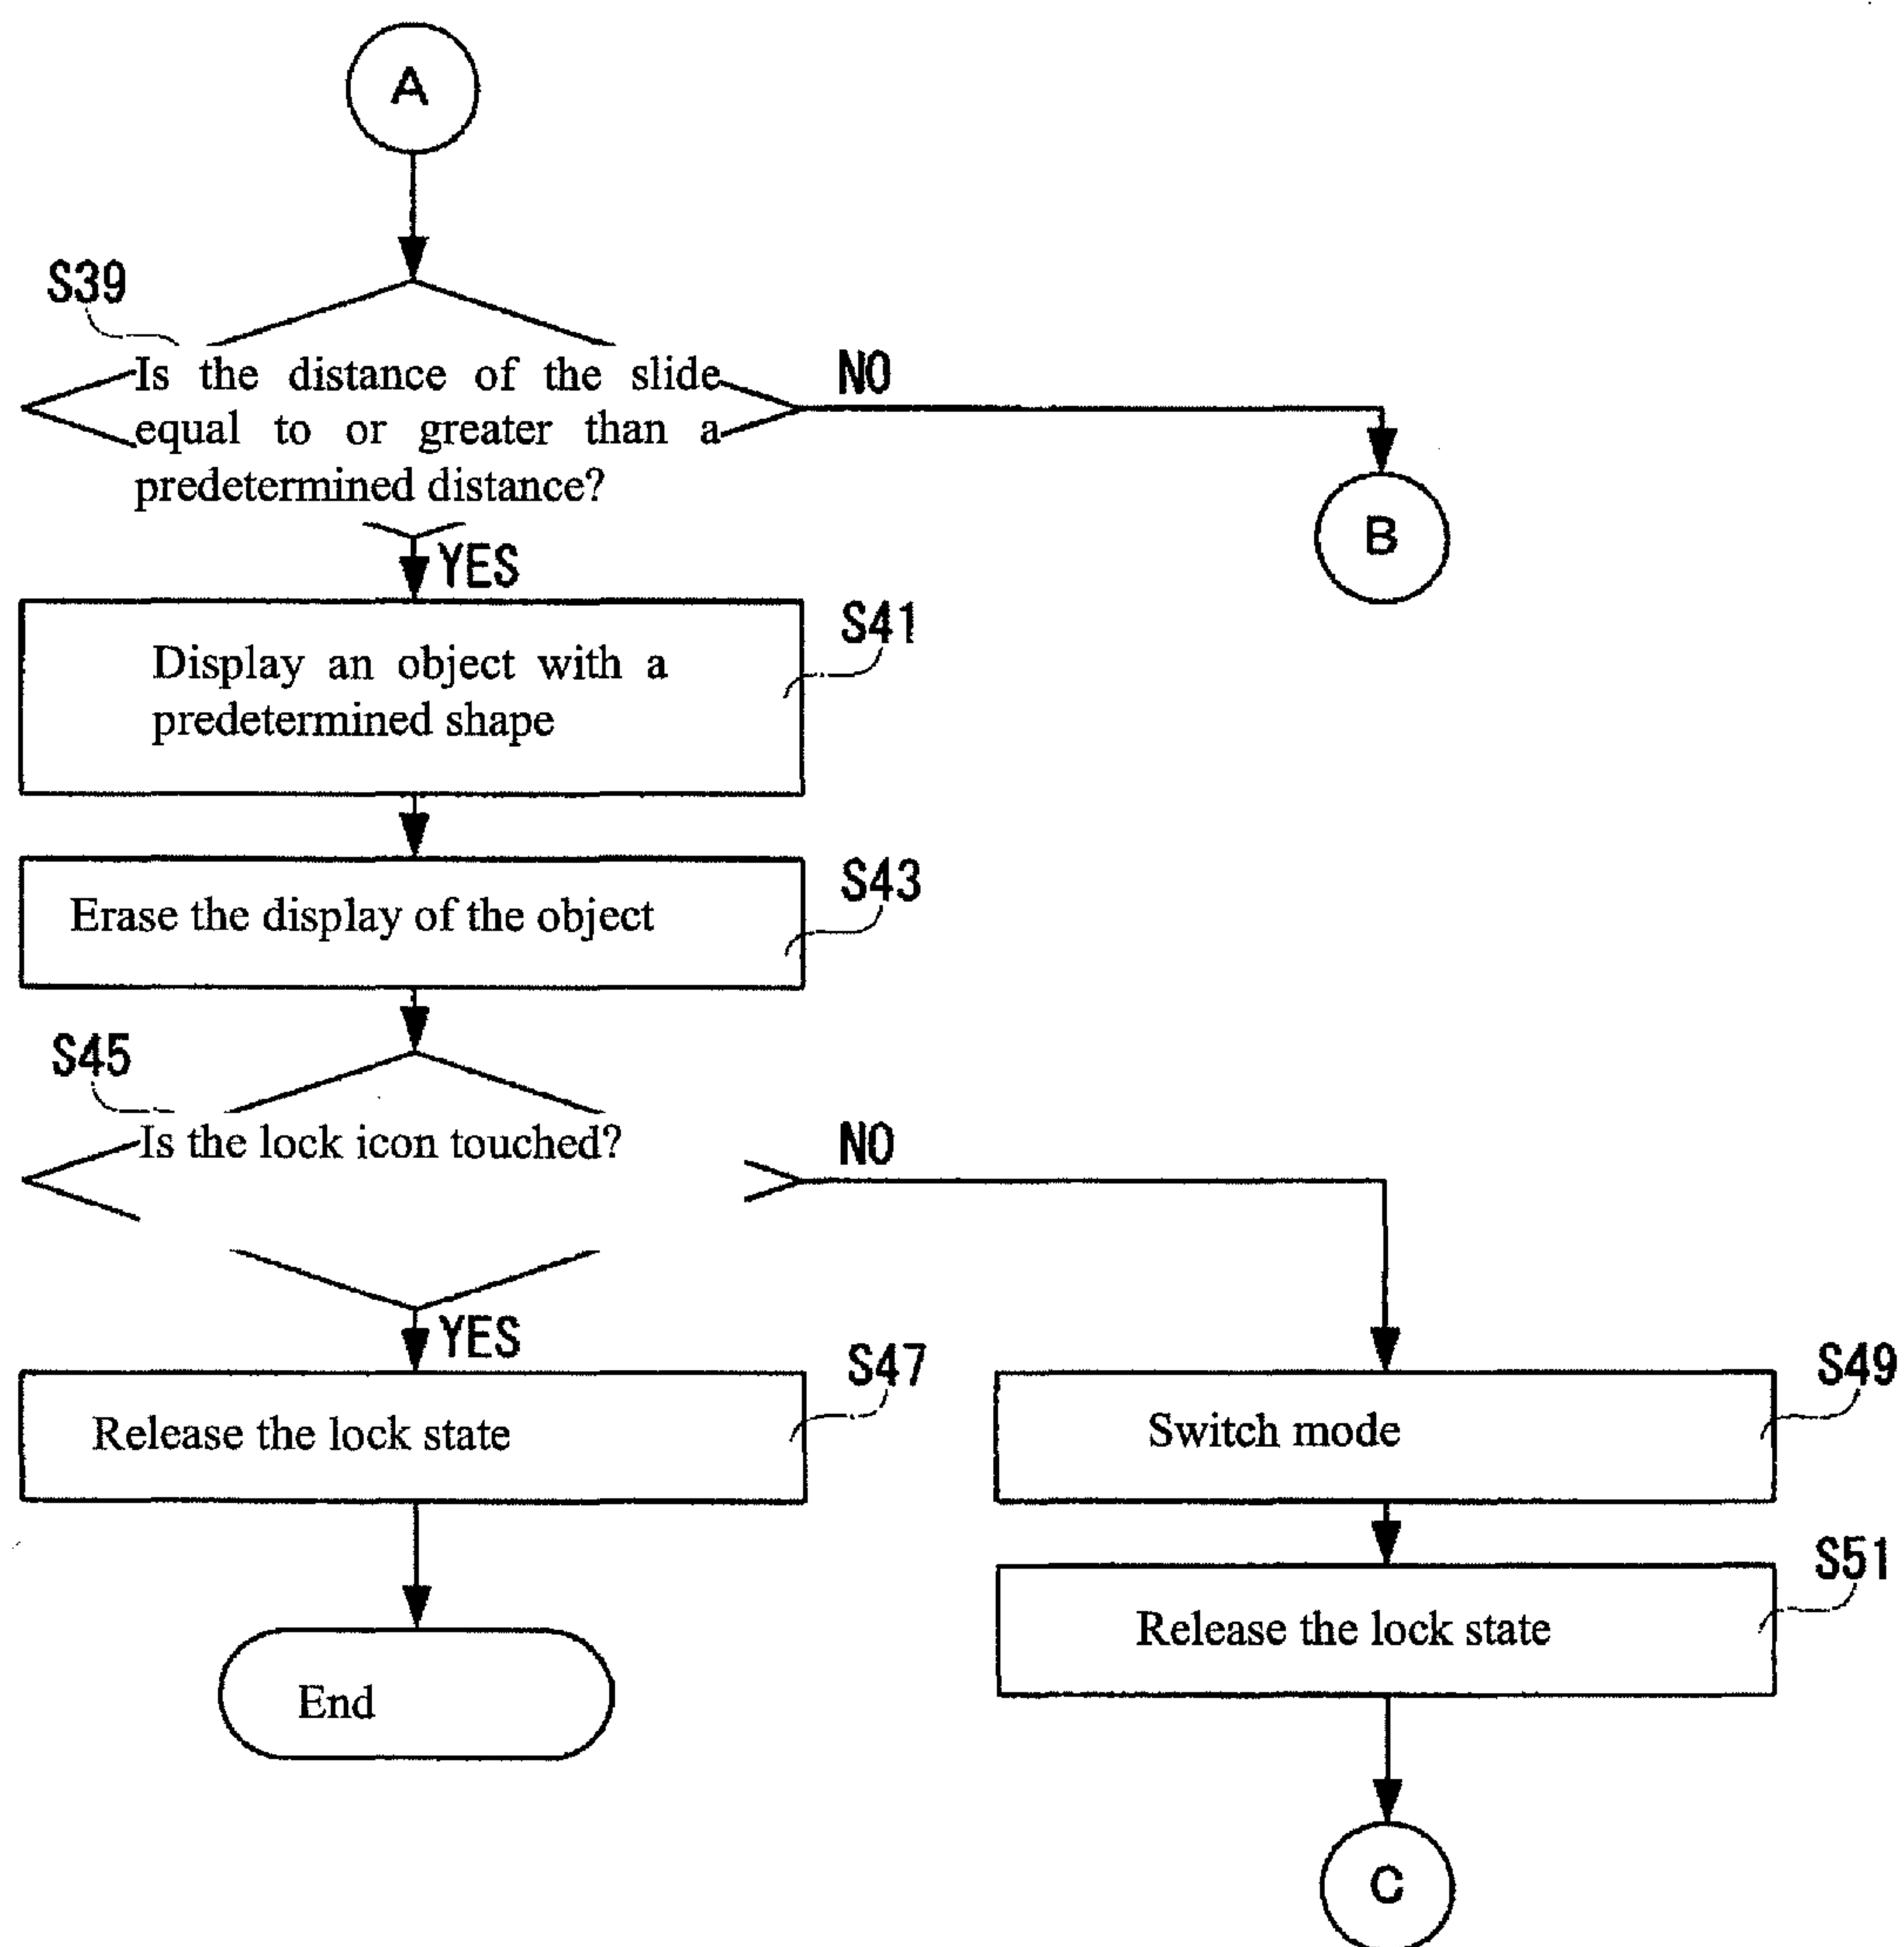 A
S39
Is the distance of the slide
equal to or greater than a
predetermined distance?
NO
B
YES
S41
Display an object with a
predetermined shape
S43
Erase the display of the object
S45
Is the lock icon touched?
NO
YES
S47
Release the lock state
S49
Switch mode
S51
Release the lock state
End
C